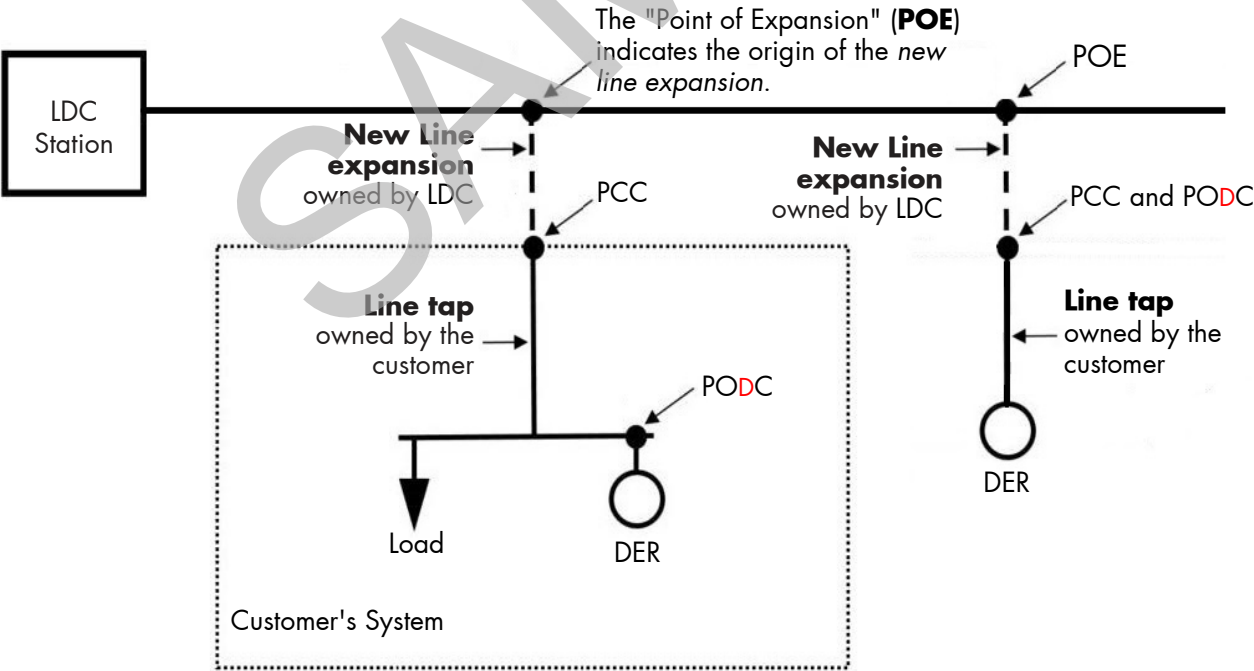 The "Point of Expansion" (POE)
indicates the origin of the new
line expansion.
POE
LDC
Station
New Line
expansion
owned by LDC
PCC
New Line
expansion
owned by LDC
PCC and PODC
Line tap
owned by the
customer
PODC
Load
DER
Customer's System
Line tap
owned by the
customer
DER